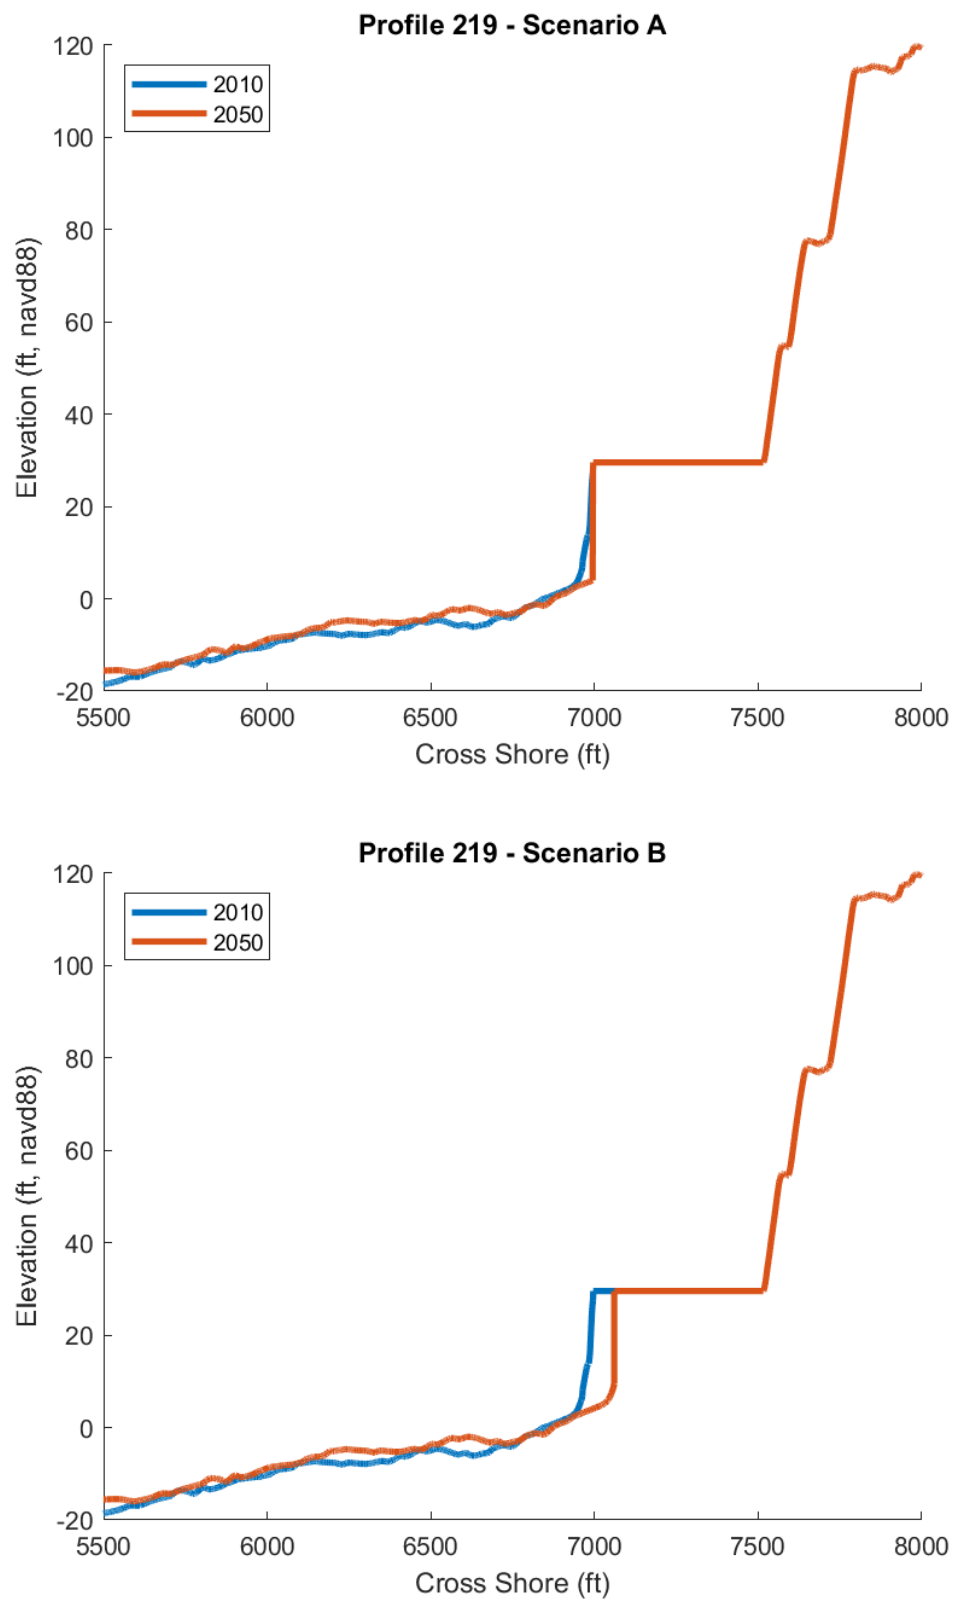 Profile 219 - Scenario A
120
100
80
60
40
20
0
-20
Elevation (ft, navd88)
2010
2050
5500 6000 6500 7000 7500 8000
Cross Shore (ft)
Profile 219 - Scenario B
120
100
80
60
40
20
0
-20
Elevation (ft, navd88)
2010
2050
5500 6000 6500 7000 7500 8000
Cross Shore (ft)